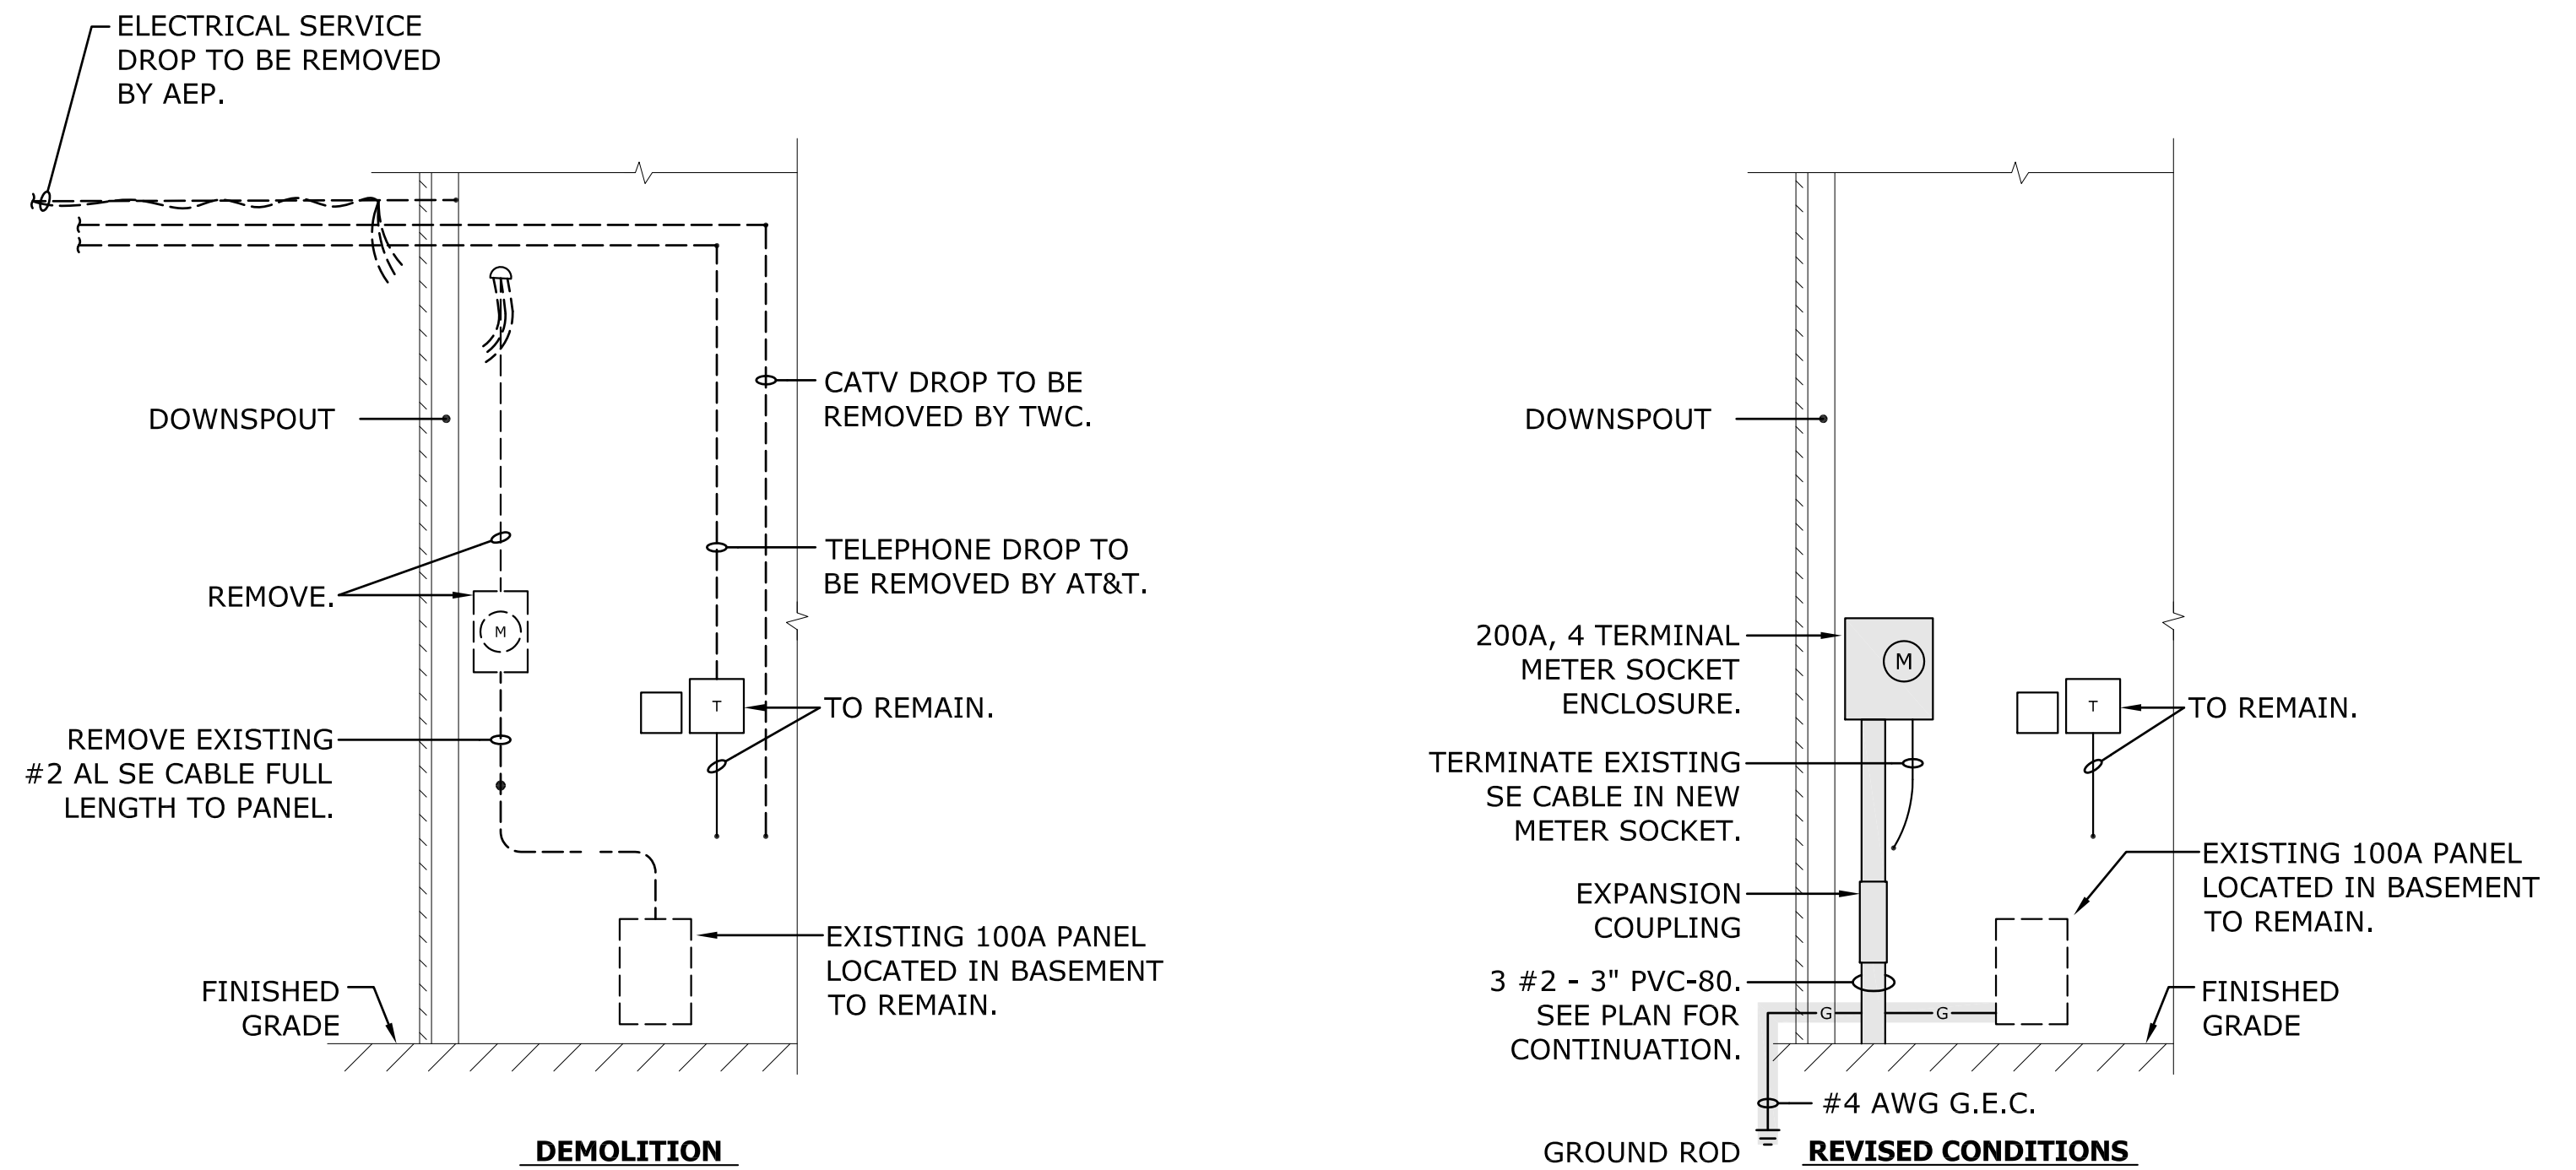 ELECTRICAL SERVICE
DROP TO BE REMOVED
BY AEP.
DOWNSPOUT
CATV DROP TO BE
REMOVED BY TWC.
TELEPHONE DROP TO
BE REMOVED BY AT&T.
REMOVE.
M
T
TO REMAIN.
REMOVE EXISTING
#2 AL SE CABLE FULL
LENGTH TO PANEL.
EXISTING 100A PANEL
LOCATED IN BASEMENT
TO REMAIN.
FINISHED
GRADE
DEMOLITION
DOWNSPOUT
200A, 4 TERMINAL
METER SOCKET
ENCLOSURE.
M
T
TO REMAIN.
TERMINATE EXISTING
SE CABLE IN NEW
METER SOCKET.
EXISTING 100A PANEL
LOCATED IN BASEMENT
TO REMAIN.
EXPANSION
COUPLING
3 #2 - 3" PVC-80.
SEE PLAN FOR
CONTINUATION.
G
G
FINISHED
GRADE
#4 AWG G.E.C.
GROUND ROD
REVISED CONDITIONS